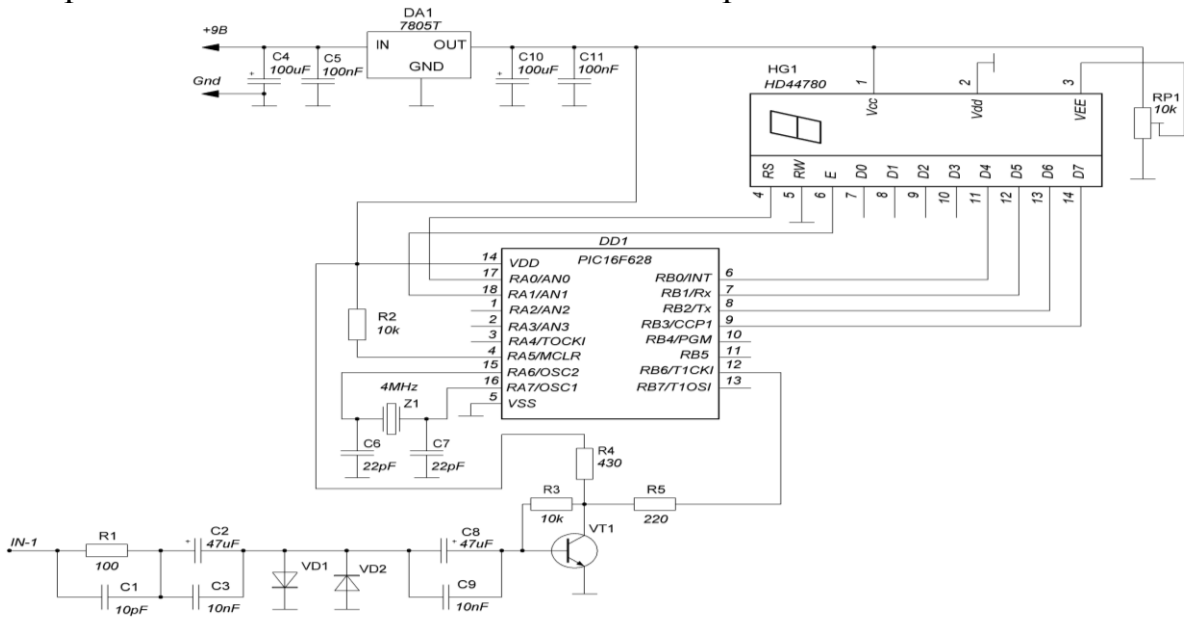 DA1
7805T
+9В
IN OUT
GND
C4
100uF
C5
100nF
C10
100uF
C11
100nF
Gnd
+
+
HG1
HD44780
1
2
3
Vcc
Vdd
VEE
RP1
10k
RS
RW
E
D0
D1
D2
D3
D4
D5
D6
D7
4
5
6
7
8
9
10
11
12
13
14
DD1
PIC16F628
14 VDD
17 RA0/AN0
18 RA1/AN1
1 RA2/AN2
2 RA3/AN3
3 RA4/TOCKI
4 RA5/MCLR
15 RA6/OSC2
16 RA7/OSC1
5 VSS
RB0/INT 6
RB1/Rx 7
RB2/Tx 8
RB3/CCP1 9
RB4/PGM 10
RB5 11
RB6/T1CKI 12
RB7/T1OSI 13
R2
10k
4MHz
Z1
C6
22pF
C7
22pF
R4
430
R3
10k
R5
220
VT1
IN-1
R1
100
C1
10pF
C2
+ 47uF
C3
10nF
VD1
VD2
C8
+ 47uF
C9
10nF